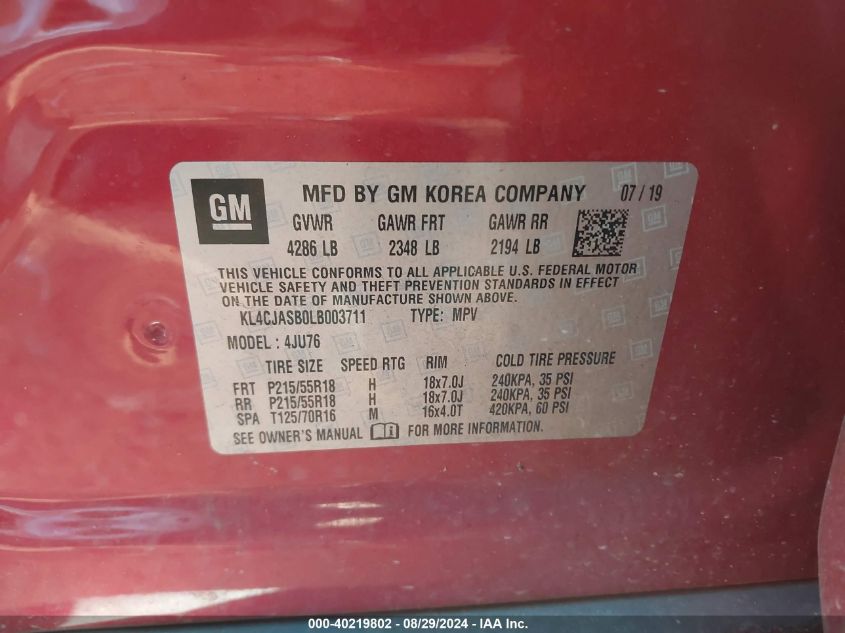 GM
MFD BY GM KOREA COMPANY 07 / 19
GVWR GAWR FRT GAWR RR
4286 LB 2348 LB 2194 LB
THIS VEHICLE CONFORMS TO ALL APPLICABLE U.S. FEDERAL MOTOR
VEHICLE SAFETY AND THEFT PREVENTION STANDARDS IN EFFECT
ON THE DATE OF MANUFACTURE SHOWN ABOVE.
KL4CJASB0LB003711 TYPE: MPV
MODEL : 4JU76
TIRE SIZE SPEED RTG RIM COLD TIRE PRESSURE
FRT P215/55R18 H 18x7.0J 240KPA, 35 PSI
RR P215/55R18 H 18x7.0J 240KPA, 35 PSI
SPA T125/70R16 M 16x4.0T 420KPA, 60 PSI
SEE OWNER'S MANUAL FOR MORE INFORMATION.
000-40219802 - 08/29/2024 - IAA Inc.